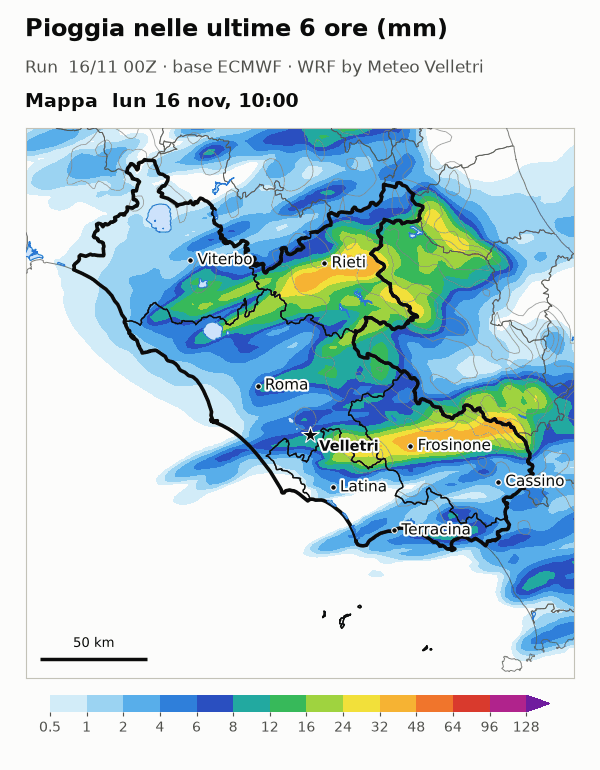 Pioggia nelle ultime 6 ore (mm)
Run  16/11 00Z · base ECMWF · WRF by Meteo Velletri
Mappa  lun 16 nov, 10:00
Viterbo
Rieti
Roma
Velletri
Frosinone
Latina
Cassino
Terracina
50 km
0.5 1 2 4 6 8 12 16 24 32 48 64 96 128